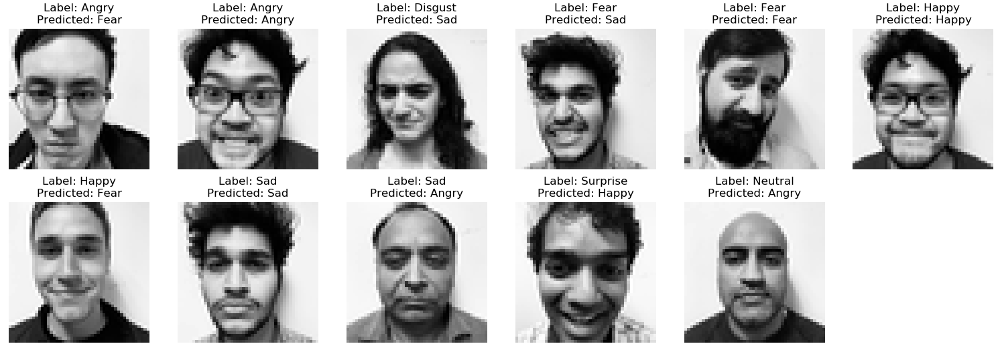 Label: Angry
Predicted: Fear
Label: Angry
Predicted: Angry
Label: Disgust
Predicted: Sad
Label: Fear
Predicted: Sad
Label: Fear
Predicted: Fear
Label: Happy
Predicted: Happy
Label: Happy
Predicted: Fear
Label: Sad
Predicted: Sad
Label: Sad
Predicted: Angry
Label: Surprise
Predicted: Happy
Label: Neutral
Predicted: Angry